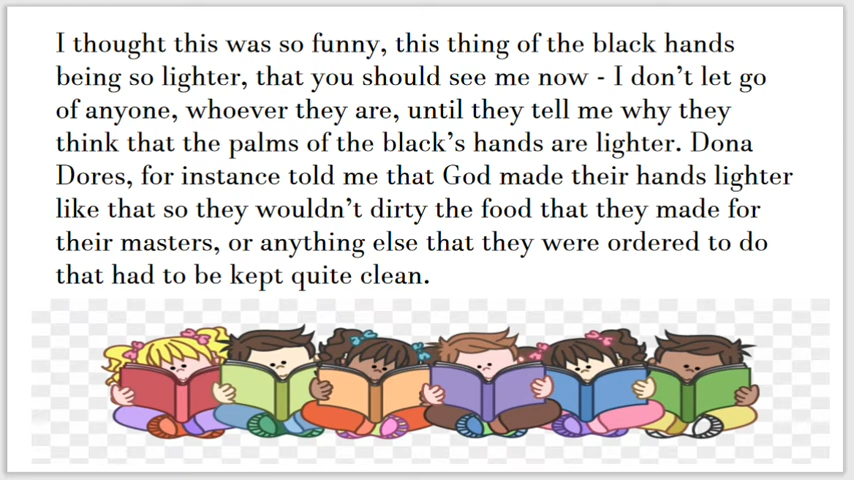 I thought this was so funny, this thing of the black hands
being so lighter, that you should see me now - I don’t let go
of anyone, whoever they are, until they tell me why they
think that the palms of the black’s hands are lighter. Dona
Dores, for instance told me that God made their hands lighter
like that so they wouldn’t dirty the food that they made for
their masters, or anything else that they were ordered to do
that had to be kept quite clean.